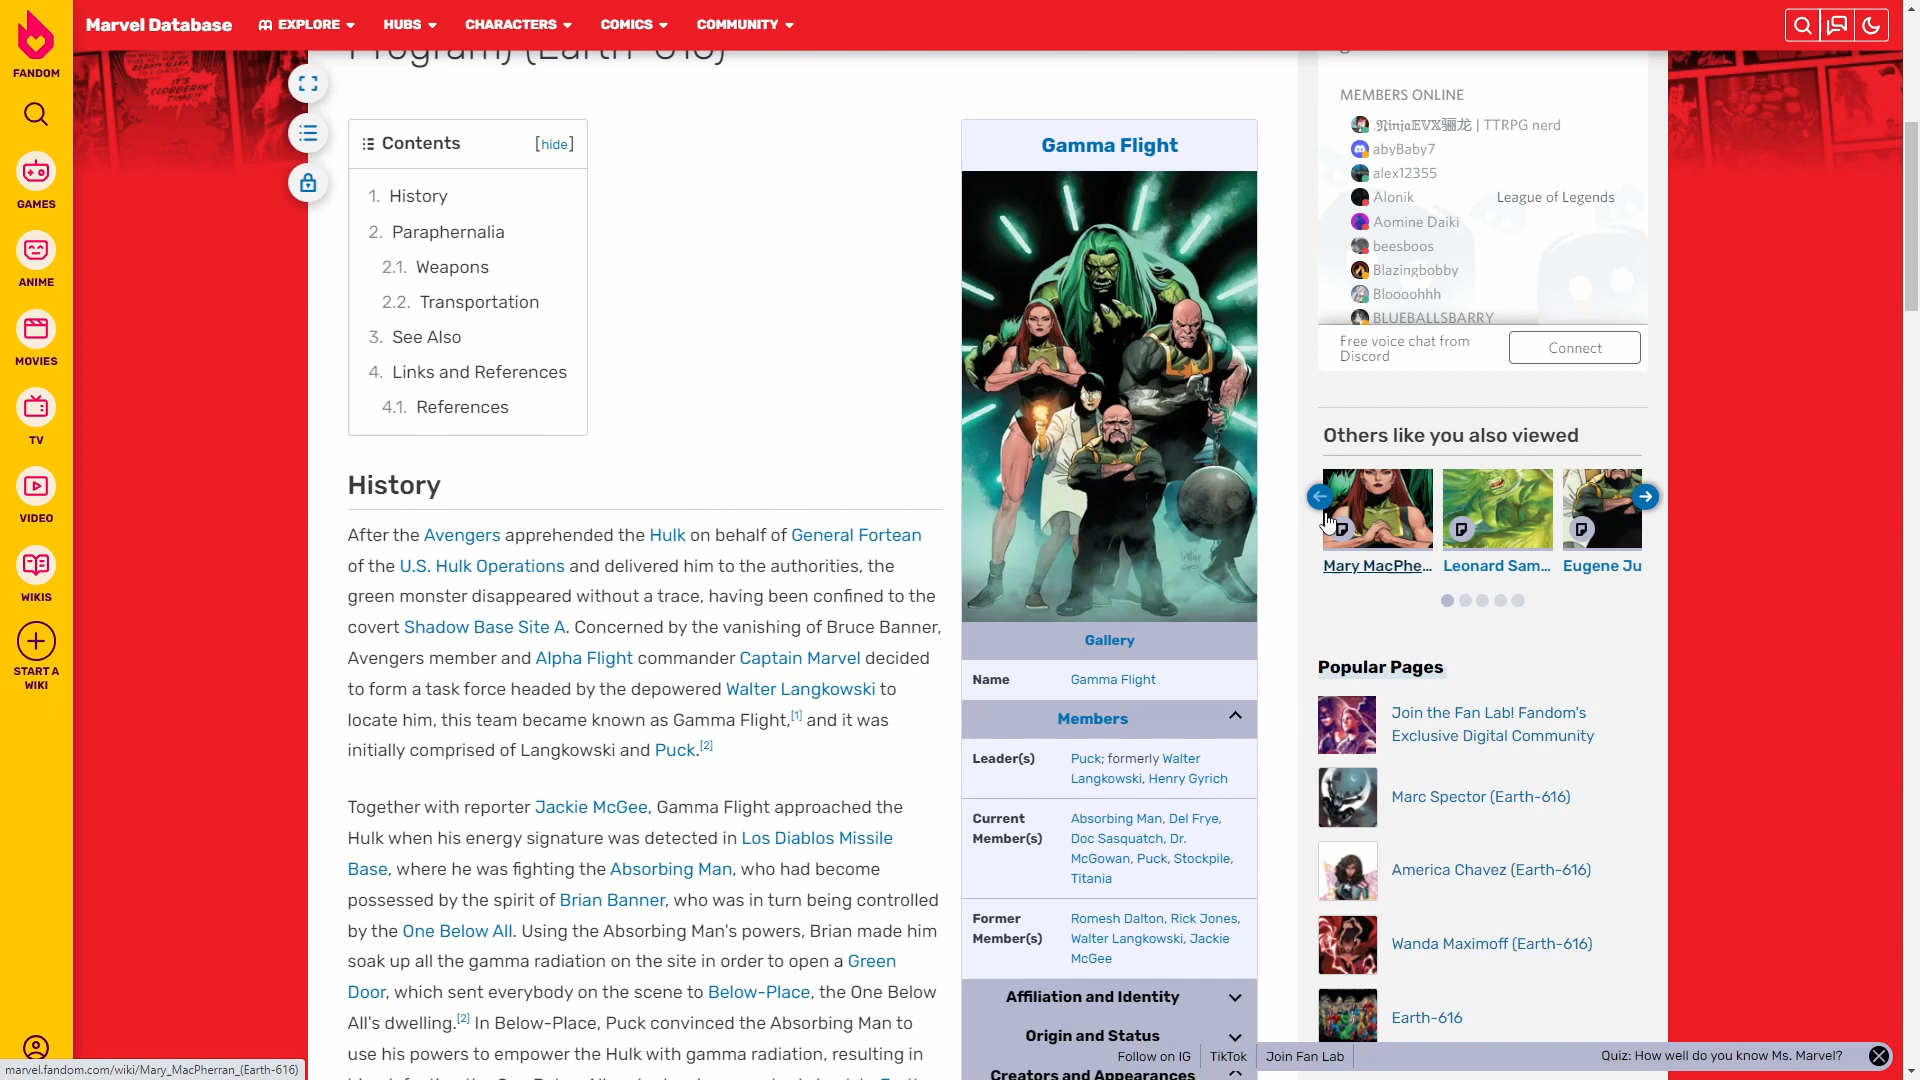 FANDOM
GAMES
ANIME
MOVIES
TV
VIDEO
WIKIS
START A
WIKI
Marvel Database
EXPLORE
HUBS
CHARACTERS
COMICS
COMMUNITY
Program) (Earth-616)
Contents
[hide]
1. History
2. Paraphernalia
2.1. Weapons
2.2. Transportation
3. See Also
4. Links and References
4.1. References
History
After the Avengers apprehended the Hulk on behalf of General Fortean
of the U.S. Hulk Operations and delivered him to the authorities, the
green monster disappeared without a trace, having been confined to the
covert Shadow Base Site A. Concerned by the vanishing of Bruce Banner,
Avengers member and Alpha Flight commander Captain Marvel decided
to form a task force headed by the depowered Walter Langkowski to
locate him, this team became known as Gamma Flight,[1] and it was
initially comprised of Langkowski and Puck.[2]
Together with reporter Jackie McGee, Gamma Flight approached the
Hulk when his energy signature was detected in Los Diablos Missile
Base, where he was fighting the Absorbing Man, who had become
possessed by the spirit of Brian Banner, who was in turn being controlled
by the One Below All. Using the Absorbing Man's powers, Brian made him
soak up all the gamma radiation on the site in order to open a Green
Door, which sent everybody on the scene to Below-Place, the One Below
All's dwelling.[2] In Below-Place, Puck convinced the Absorbing Man to
use his powers to empower the Hulk with gamma radiation, resulting in
Gamma Flight
Gallery
Name
Gamma Flight
Members
Leader(s)
Puck; formerly Walter
Langkowski, Henry Gyrich
Current
Member(s)
Absorbing Man, Del Frye,
Doc Sasquatch, Dr.
McGowan, Puck, Stockpile,
Titania
Former
Member(s)
Romesh Dalton, Rick Jones,
Walter Langkowski, Jackie
McGee
Affiliation and Identity
Origin and Status
Creators and Appearances
MEMBERS ONLINE
.𝔑𝔦𝔫𝔧𝔞𝔼𝕍𝕏骊龙 | TTRPG nerd
abyBaby7
alex12355
Alonik
League of Legends
Aomine Daiki
beesboos
Blazingbobby
Bloooohhh
BLUEBALLSBARRY
Free voice chat from
Discord
Connect
Others like you also viewed
Mary MacPhe...
Leonard Sam...
Eugene Ju
Popular Pages
Join the Fan Lab! Fandom's
Exclusive Digital Community
Marc Spector (Earth-616)
America Chavez (Earth-616)
Wanda Maximoff (Earth-616)
Earth-616
Follow on IG
TikTok
Join Fan Lab
Quiz: How well do you know Ms. Marvel?
marvel.fandom.com/wiki/Mary_MacPherran_(Earth-616)